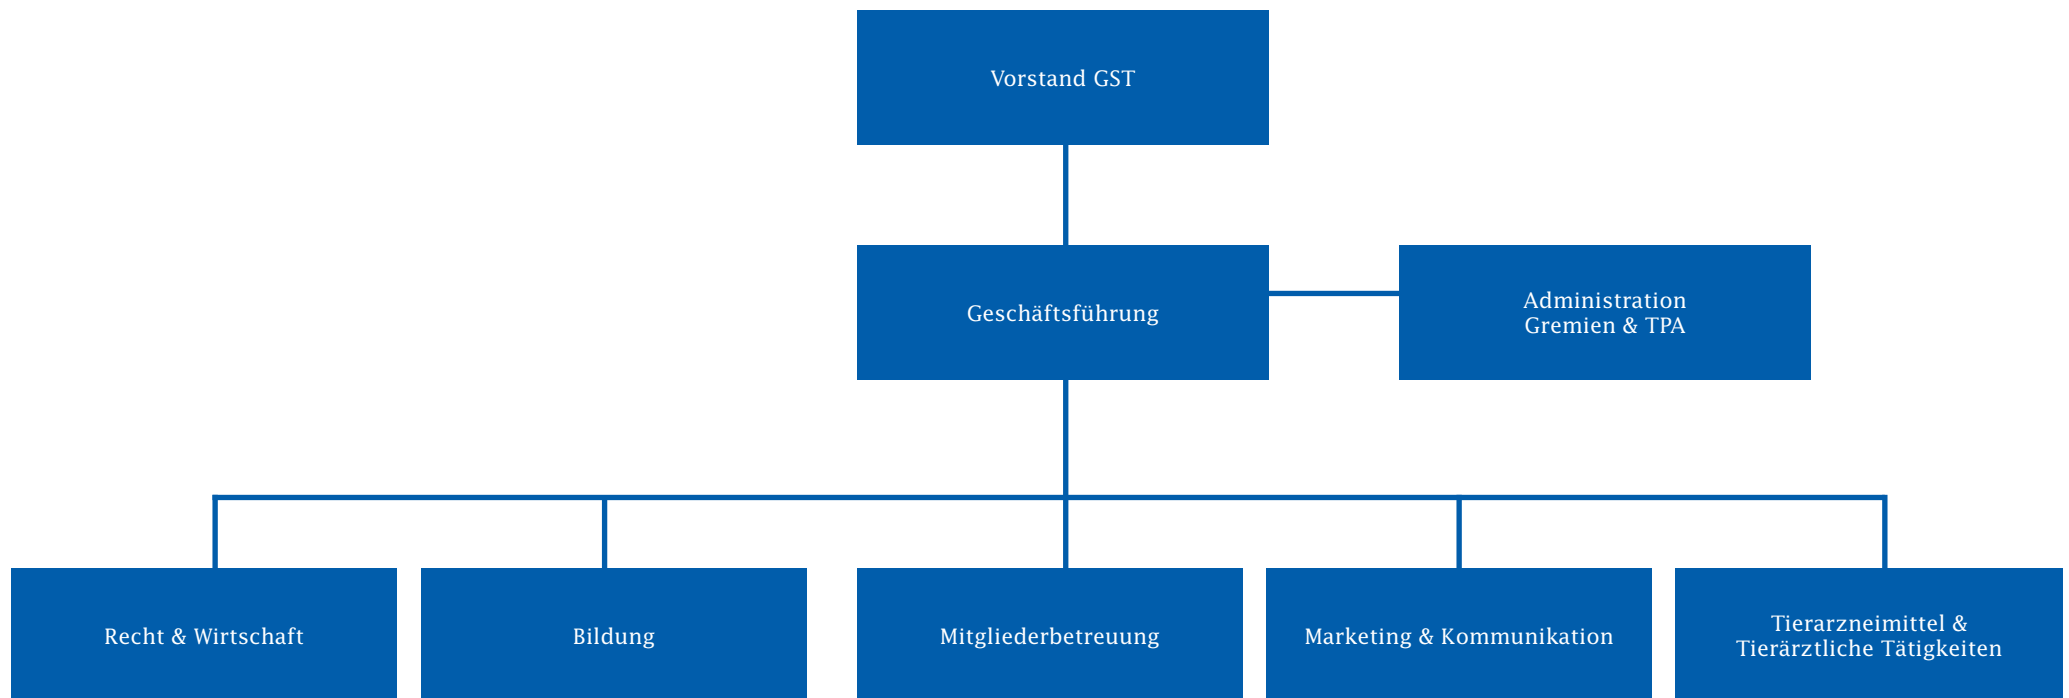 Vorstand GST
Geschäftsführung
Administration
Gremien & TPA
Recht & Wirtschaft
Bildung
Mitgliederbetreuung
Marketing & Kommunikation
Tierarzneimittel &
Tierärztliche Tätigkeiten